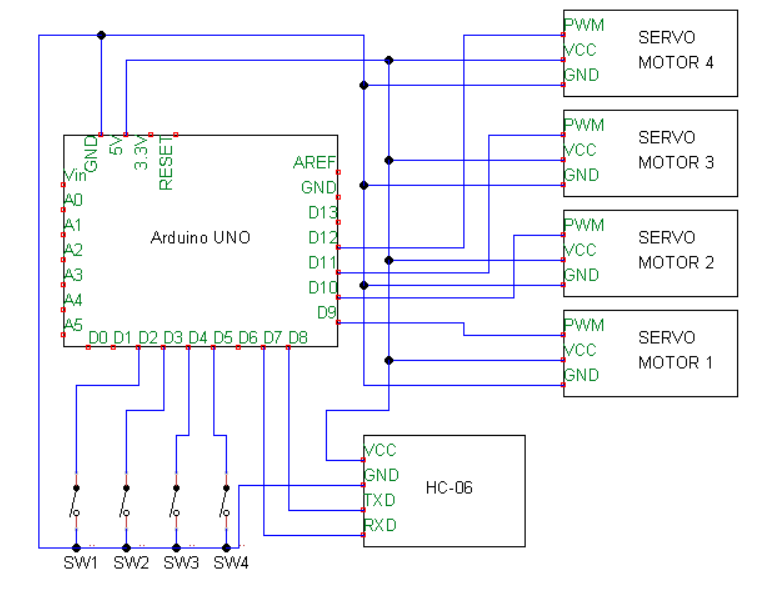 PWM
VCC
GND
SERVO
MOTOR 4
PWM
VCC
GND
SERVO
MOTOR 3
PWM
VCC
GND
SERVO
MOTOR 2
PWM
VCC
GND
SERVO
MOTOR 1
GND
5V
3.3V
RESET
Vin
A0
A1
A2
A3
A4
A5
Arduino UNO
AREF
GND
D13
D12
D11
D10
D9
D0 D1 D2 D3 D4 D5 D6 D7 D8
VCC
GND
TXD
RXD
HC-06
SW1 SW2 SW3 SW4